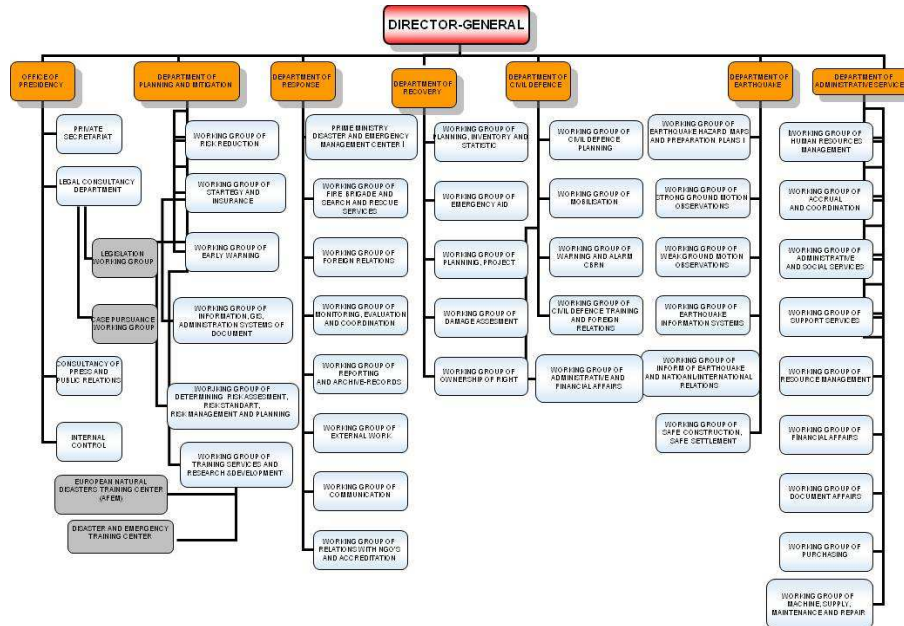 DIRECTOR-GENERAL
OFFICE OF
PRESIDENCY
DEPARTMENT OF
PLANNING AND MITIGATION
DEPARTMENT OF
RESPONSE
DEPARTMENT OF
RECOVERY
DEPARTMENT OF
CIVIL DEFENCE
DEPARTMENT OF
EARTHQUAKE
DEPARTMENT OF
ADMINISTRATIVE SERVICE
PRIVATE
SECRETARIAT
LEGAL CONSULTANCY
DEPARTMENT
LEGISLATION
WORKING GROUP
CASE PURSUANCE
WORKING GROUP
CONSULTANCY OF
PRESS AND
PUBLIC RELATIONS
INTERNAL
CONTROL
WORKING GROUP OF
RISK REDUCTION
WORKING GROUP OF
STARTEGY AND
INSURANCE
WORKING GROUP OF
EARLY WARNING
WORKING GROUP OF
INFORMATION, GIS,
ADMINISTRATION SYSTEMS OF
DOCUMENT
WORJKING GROUP OF
DETERMINING RISK ASSESMENT,
RISK STANDART,
RISK MANAGEMENT AND PLANNING
WORKING GROUP OF
TRAINING SERVICES AND
RESEARCH &DEVELOPMENT
EUROPEAN NATURAL
DISASTERS TRAINING CENTER
(AFEM)
DISASTER AND EMERGENCY
TRAINING CENTER
PRIME MINISTRY
DISASTER AND EMERGENCY
MANAGEMENT CENTER I
WORKING GROUP OF
FIRE BRIGADE AND
SEARCH AND RESCUE
SERVICES
WORKING GROUP OF
FOREIGN RELATIONS
WORKING GROUP OF
MONITORING, EVALUATION
AND COORDINATION
WORKING GROUP OF
REPORTING
AND ARCHIVE-RECORDS
WORKING GROUP OF
EXTERNAL WORK
WORKING GROUP OF
COMMUNICATION
WORKING GROUP OF
RELATIONS WITH NGO'S
AND ACCREDITATION
WORKING GROUP OF
PLANNING, INVENTORY AND
STATISTIC
WORKING GROUP OF
EMERGENCY AID
WORKING GROUP OF
PLANNING, PROJECT
WORKING GROUP OF
DAMAGE ASSESMENT
WORKING GROUP OF
OWNERSHIP OF RIGHT
WORKING GROUP OF
CIVIL DEFENCE
PLANNING
WORKING GROUP OF
MOBILISATION
WORKING GROUP OF
WARNING AND ALARM
CBRN
WORKING GROUP OF
CIVIL DEFENCE TRAINING
AND FOREIGN
RELATIONS
WORKING GROUP OF
ADMINISTRATIVE AND
FINANCIAL AFFAIRS
WORKING GROUP OF
EARTHQUAKE HAZARD MAPS
AND PREPARATION PLANS I
WORKING GROUP OF
STRONG GROUND MOTION
OBSERVATIONS
WORKING GROUP OF
WEAK GROUND MOTION
OBSERVATIONS
WORKING GROUP OF
EARTHQUAKE
INFORMATION SYSTEMS
WORKING GROUP OF
INFORM OF EARTHQUAKE
AND NATIONAL/INTERNATIONAL
RELATIONS
WORKING GROUP OF
SAFE CONSTRUCTION,
SAFE SETTLEMENT
WORKING GROUP OF
HUMAN RESOURCES
MANAGEMENT
WORKING GROUP OF
ACCRUAL
AND COORDINATION
WORKING GROUP OF
ADMINISTRATIVE
AND SOCIAL SERVICES
WORKING GROUP OF
SUPPORT SERVICES
WORKING GROUP OF
RESOURCE MANAGEMENT
WORKING GROUP OF
FINANCIAL AFFAIRS
WORKING GROUP OF
DOCUMENT AFFAIRS
WORKING GROUP OF
PURCHASING
WORKING GROUP OF
MACHINE, SUPPLY,
MAINTENANCE AND REPAIR